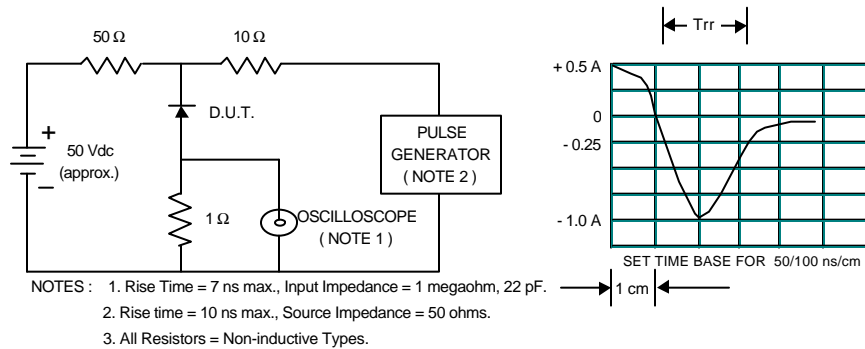 50 Ω
10 Ω
Trr
+ 0.5 A
D.U.T.
0
+
50 Vdc
(approx.)
−
PULSE
GENERATOR
( NOTE 2 )
- 0.25
1 Ω
OSCILLOSCOPE
( NOTE 1 )
- 1.0 A
SET TIME BASE FOR 50/100 ns/cm
NOTES : 1. Rise Time = 7 ns max., Input Impedance = 1 megaohm, 22 pF.
1 cm
2. Rise time = 10 ns max., Source Impedance = 50 ohms.
3. All Resistors = Non-inductive Types.